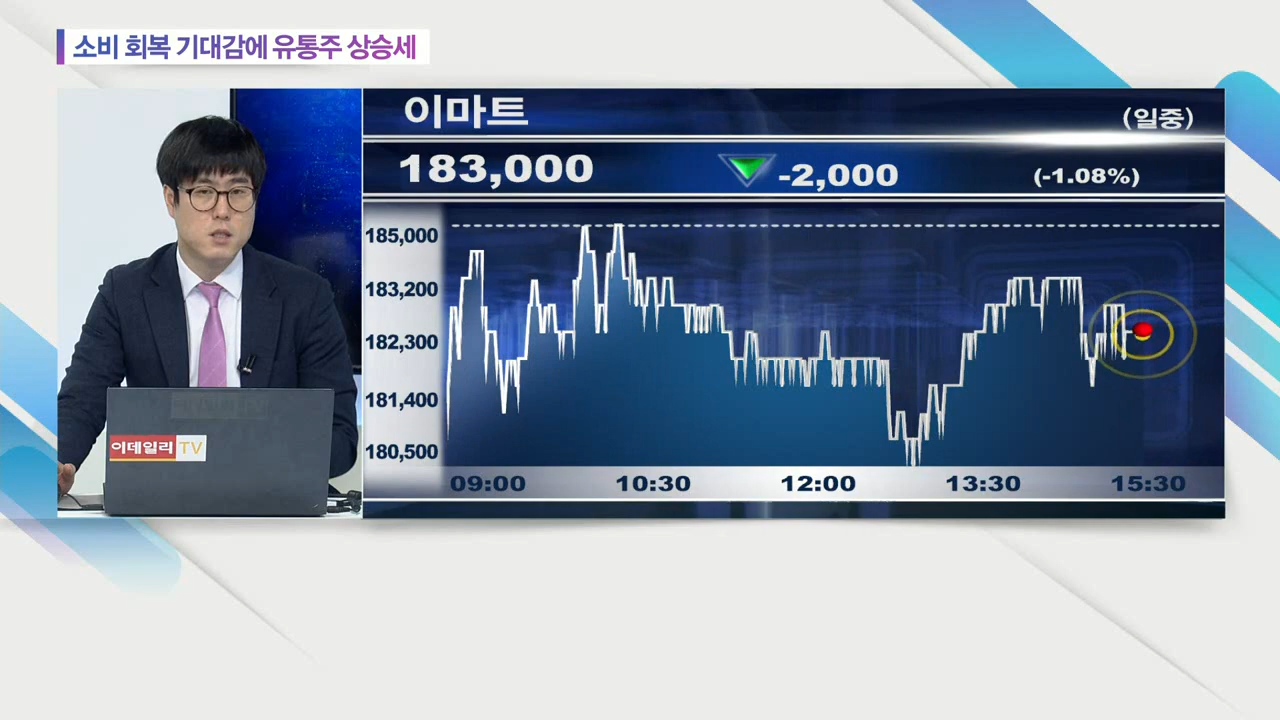 소비 회복 기대감에 유통주 상승세
이마트
(일중)
183,000 -2,000 (-1.08%)
185,000
183,200
182,300
181,400
180,500
09:00 10:30 12:00 13:30 15:30
이데일리 TV